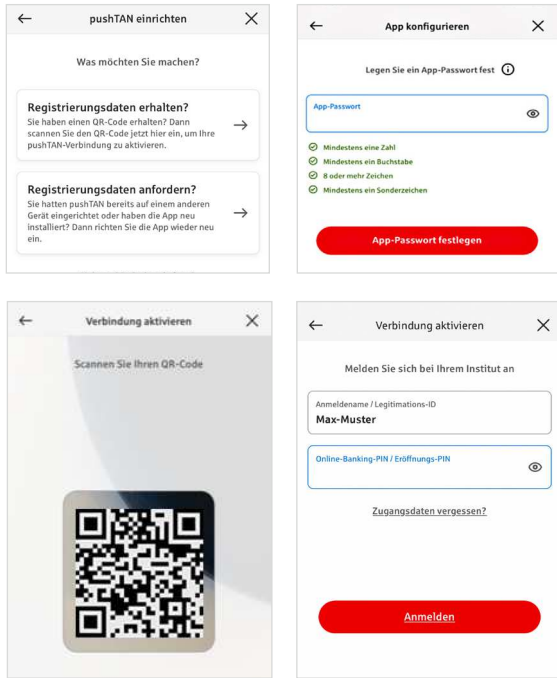 pushTAN einrichten
Was möchten Sie machen?
Registrierungsdaten erhalten?
Sie haben einen QR-Code erhalten? Dann
scannen Sie den QR-Code jetzt hier ein, um Ihre
pushTAN-Verbindung zu aktivieren.
Registrierungsdaten anfordern?
Sie hatten pushTAN bereits auf einem anderen
Gerät eingerichtet oder haben die App neu
installiert? Dann richten Sie die App wieder neu
ein.
App konfigurieren
Legen Sie ein App-Passwort fest
App-Passwort
Mindestens eine Zahl
Mindestens ein Buchstabe
8 oder mehr Zeichen
Mindestens ein Sonderzeichen
App-Passwort festlegen
Verbindung aktivieren
Scannen Sie Ihren QR-Code
Verbindung aktivieren
Melden Sie sich bei Ihrem Institut an
Anmeldename / Legitimations-ID
Max-Muster
Online-Banking-PIN / Eröffnungs-PIN
Zugangsdaten vergessen?
Anmelden